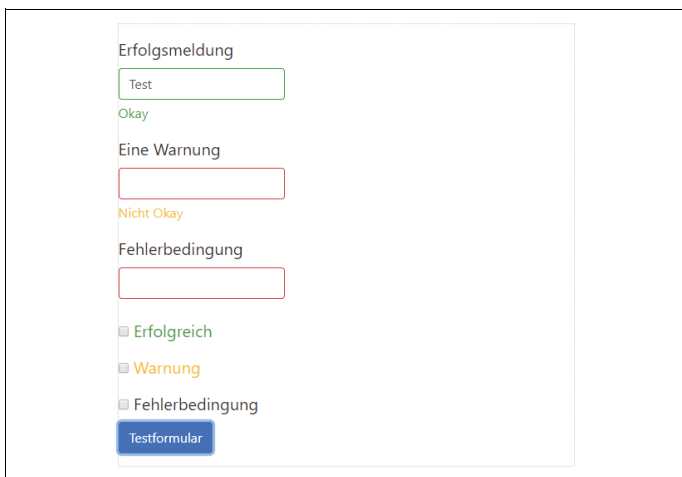 Erfolgsmeldung
Test
Okay
Eine Warnung
Nicht Okay
Fehlerbedingung
Erfolgreich
Warnung
Fehlerbedingung
Testformular